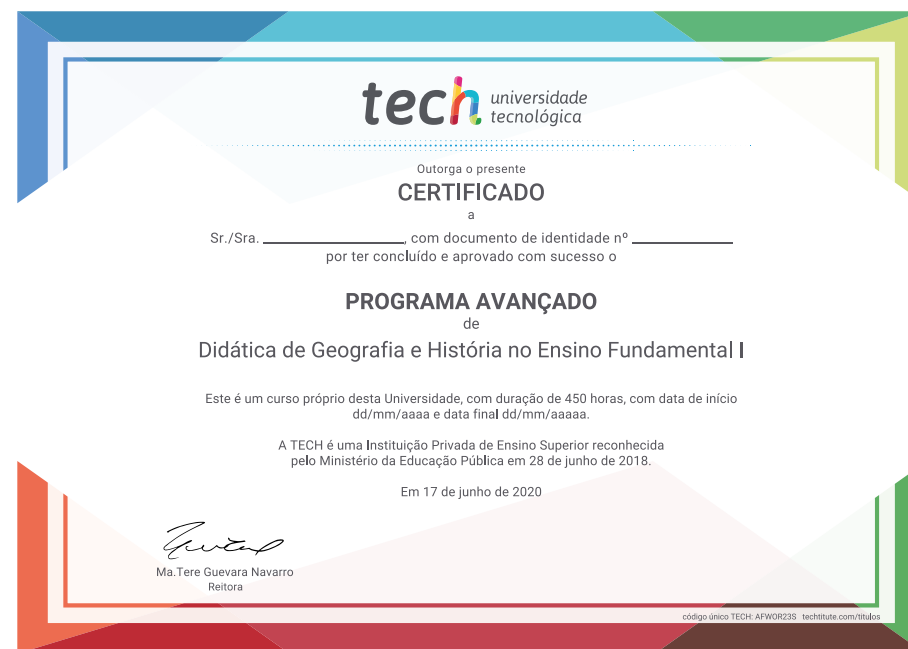 tech universidade
tecnológica
Outorga o presente
CERTIFICADO
a
Sr./Sra. ____________________, com documento de identidade nº ______________
por ter concluído e aprovado com sucesso o
PROGRAMA AVANÇADO
de
Didática de Geografia e História no Ensino Fundamental I
Este é um curso próprio desta Universidade, com duração de 450 horas, com data de início
dd/mm/aaaa e data final dd/mm/aaaaa.
A TECH é uma Instituição Privada de Ensino Superior reconhecida
pelo Ministério da Educação Pública em 28 de junho de 2018.
Em 17 de junho de 2020
Ma.Tere Guevara Navarro
Reitora
código único TECH: AFWOR23S techtitute.com/titulos